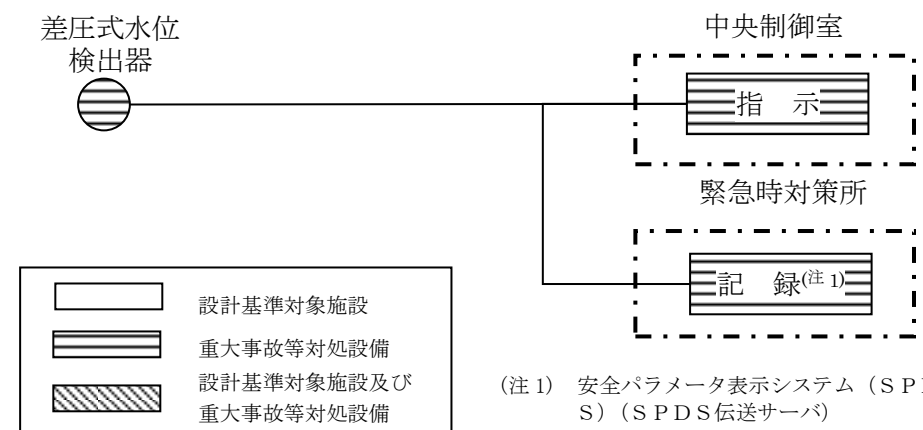 差圧式水位
検出器
中央制御室
指　示
緊急時対策所
記　録(注1)
設計基準対象施設
重大事故等対処設備
設計基準対象施設及び
重大事故等対処設備
(注1)　安全パラメータ表示システム（ＳＰＤ
Ｓ）（ＳＰＤＳ伝送サーバ）